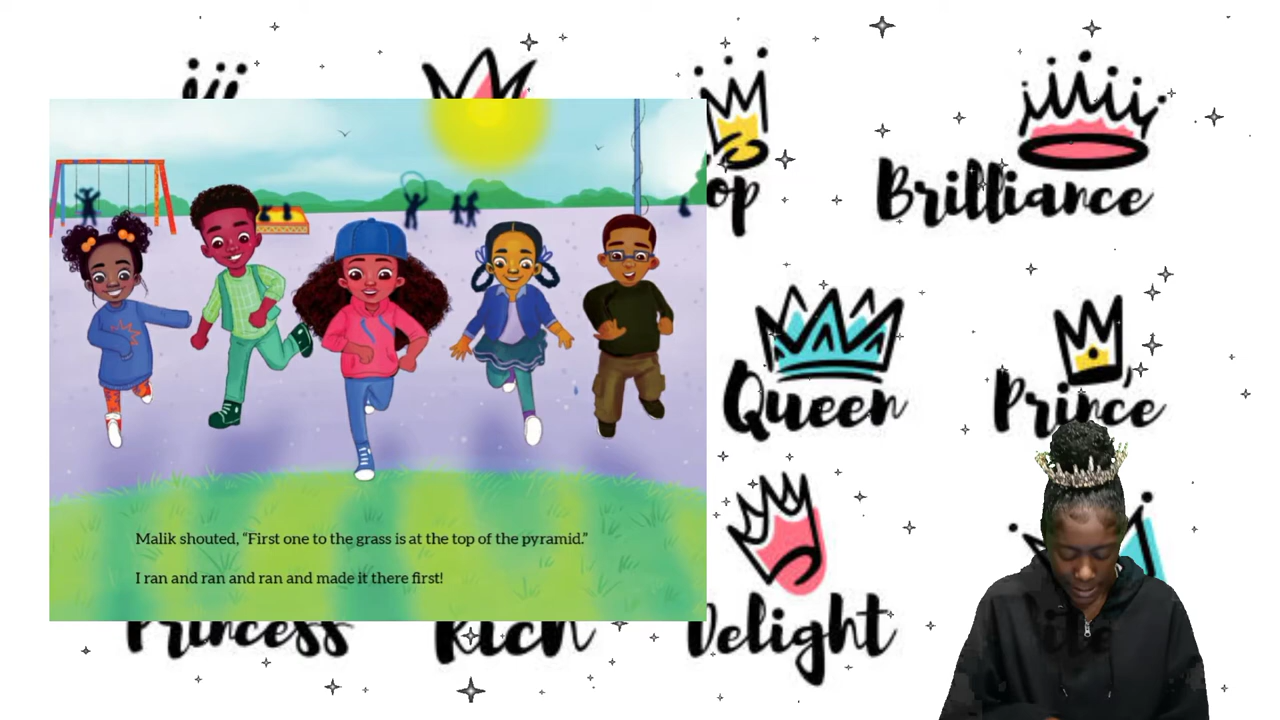 Brilliance
Queen
Prince
Malik shouted, “First one to the grass is at the top of the pyramid.”
I ran and ran and ran and made it there first!
Princess
Rich
Delight